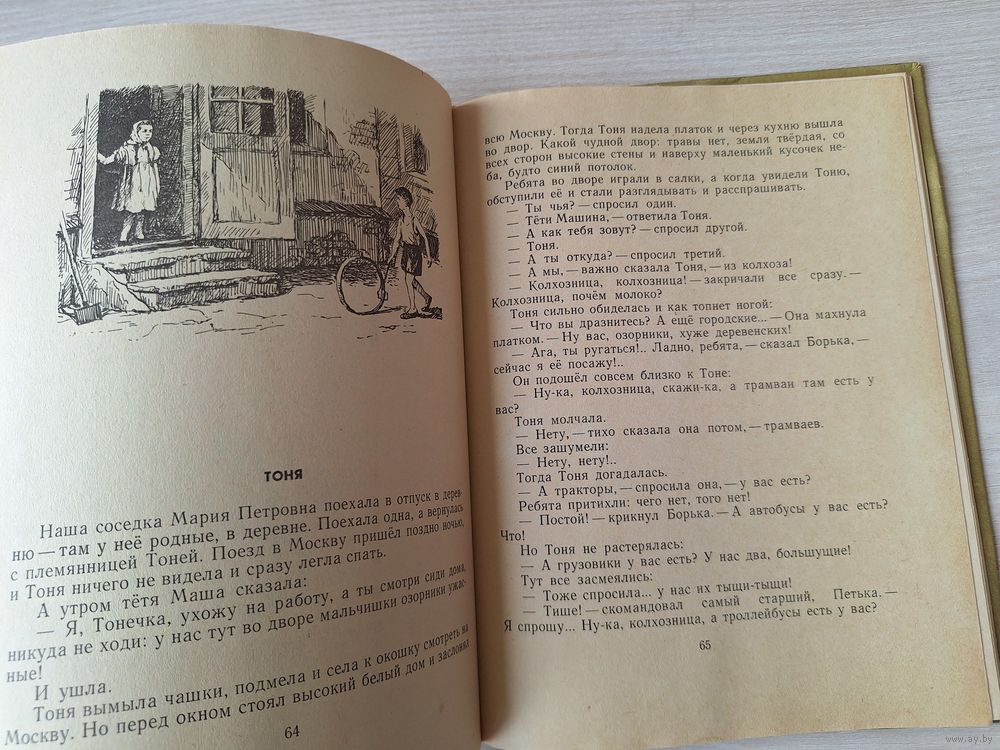 ТОНЯ
Наша соседка Мария Петровна поехала в отпуск в дерев-
ню — там у неё родные, в деревне. Поехала одна, а вернулась
с племянницей Тоней. Поезд в Москву пришёл поздно ночью,
и Тоня ничего не видела и сразу легла спать.
А утром тётя Маша сказала:
— Я, Тонечка, ухожу на работу, а ты смотри сиди дома,
никуда не ходи: у нас тут во дворе мальчишки озорники ужас-
ные!
И ушла.
Тоня вымыла чашки, подмела и села к окошку смотреть на
Москву. Но перед окном стоял высокий белый дом и заслонял
64
всю Москву. Тогда Тоня надела платок и через кухню вышла
во двор. Какой чудной двор: травы нет, земля твёрдая, со
всех сторон высокие стены и наверху маленький кусочек не-
ба, будто синий потолок.
Ребята во дворе играли в салки, а когда увидели Тоню,
обступили её и стали разглядывать и расспрашивать.
— Ты чья? — спросил один.
— Тёти Машина, — ответила Тоня.
— А как тебя зовут? — спросил другой.
— Тоня.
— А ты откуда? — спросил третий.
— А мы, — важно сказала Тоня, — из колхоза!
— Колхозница, колхозница! — закричали все сразу. —
Колхозница, почём молоко?
Тоня сильно обиделась и как топнет ногой:
— Что вы дразнитесь? А ещё городские... — Она махнула
платком. — Ну вас, озорники, хуже деревенских!
— Ага, ты ругаться!.. Ладно, ребята, — сказал Борька, —
сейчас я её посажу!..
Он подошёл совсем близко к Тоне:
— Ну-ка, колхозница, скажи-ка, а трамваи там есть у
вас?
Тоня молчала.
— Нету, — тихо сказала она потом, — трамваев.
Все зашумели:
— Нету, нету!..
Тогда Тоня догадалась.
— А тракторы, — спросила она, — у вас есть?
Ребята притихли: чего нет, того нет!
— Постой! — крикнул Борька. — А автобусы у вас есть?
Что!
Но Тоня не растерялась:
— А грузовики у вас есть? У нас два, большущие!
Тут все засмеялись:
— Тоже спросила... у нас их тыщи-тыщи!
— Тише! — скомандовал самый старший, Петька. —
Я спрошу... Ну-ка, колхозница, а троллейбусы есть у вас?
65
www.ay.by